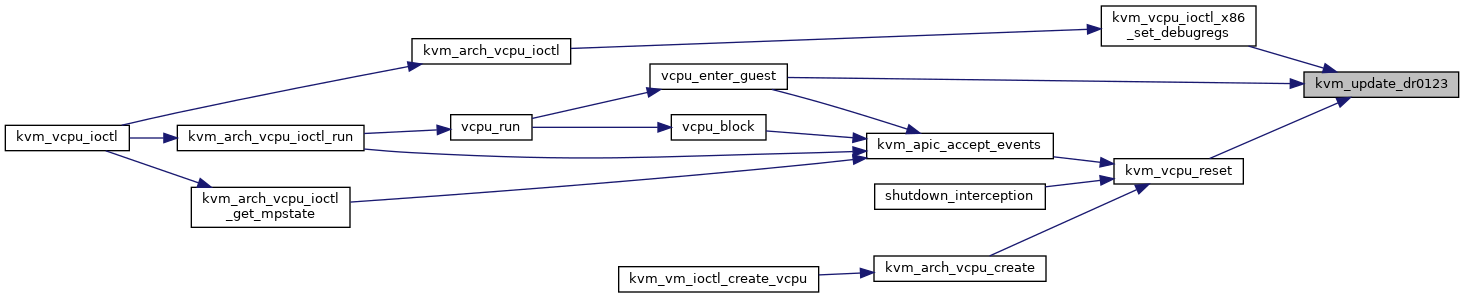 kvm_vcpu_ioctl_x86
_set_debugregs
kvm_arch_vcpu_ioctl
vcpu_enter_guest
kvm_update_dr0123
kvm_vcpu_ioctl
kvm_arch_vcpu_ioctl_run
vcpu_run
vcpu_block
kvm_apic_accept_events
kvm_vcpu_reset
kvm_arch_vcpu_ioctl
_get_mpstate
shutdown_interception
kvm_arch_vcpu_create
kvm_vm_ioctl_create_vcpu